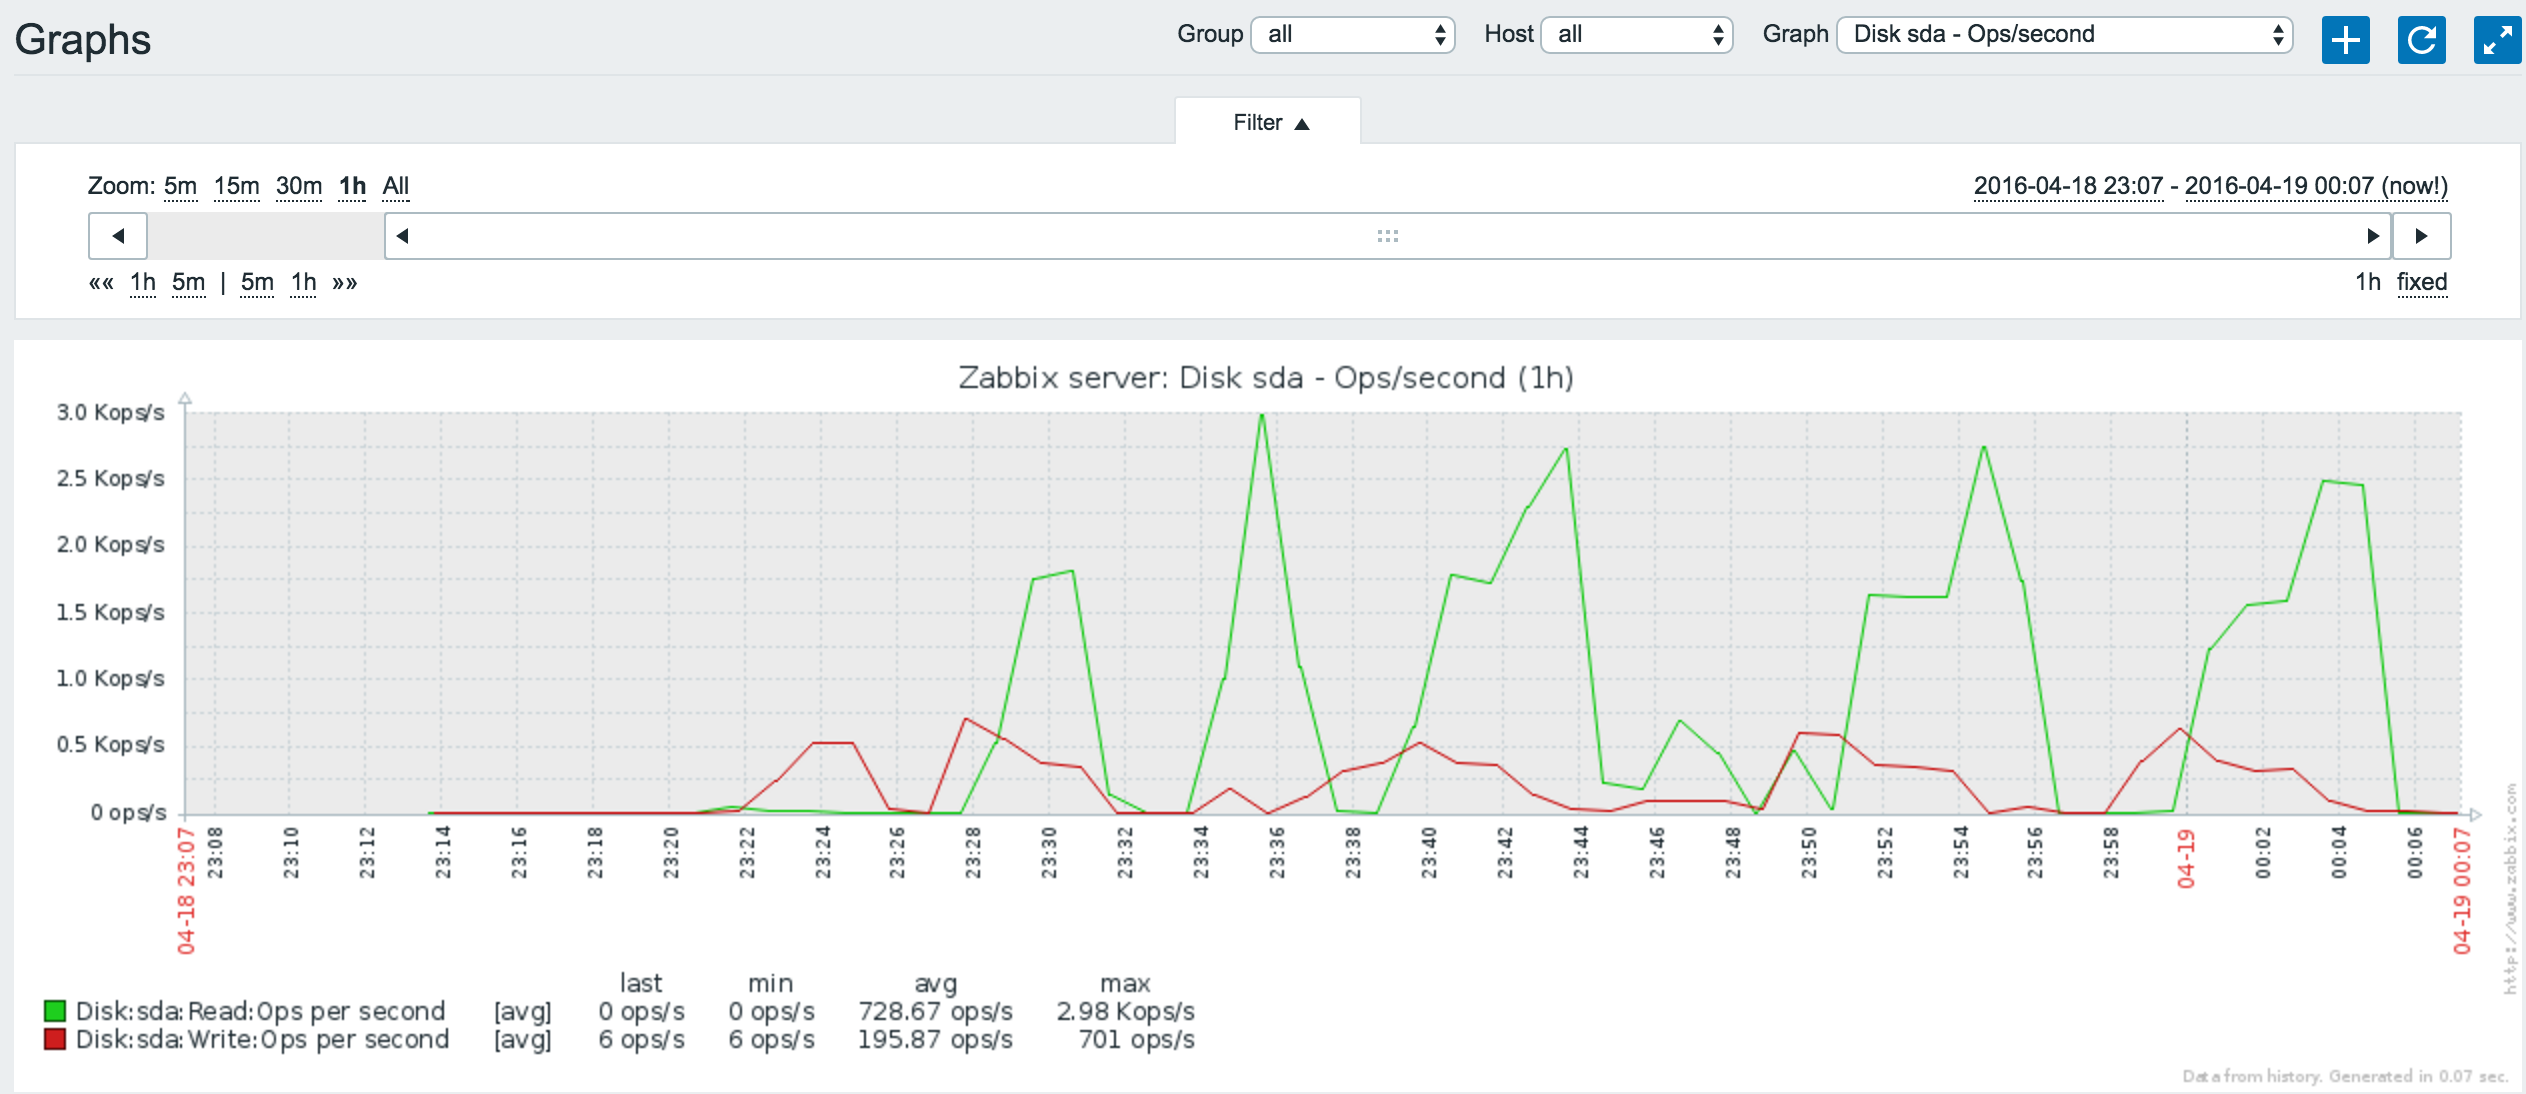 Graphs
Group all Host all Graph Disk sda - Ops/second
Filter
Zoom: 5m 15m 30m 1h All 2016-04-18 23:07 - 2016-04-19 00:07 (now!)
«« 1h 5m | 5m 1h »» 1h fixed
Zabbix server: Disk sda - Ops/second (1h)
3.0 Kops/s
2.5 Kops/s
2.0 Kops/s
1.5 Kops/s
1.0 Kops/s
0.5 Kops/s
0 ops/s
04-18 23:07 23:08 23:10 23:12 23:14 23:16 23:18 23:20 23:22 23:24 23:26 23:28 23:30 23:32 23:34 23:36 23:38 23:40 23:42 23:44 23:46 23:48 23:50 23:52 23:54 23:56 23:58 04-19 00:02 00:04 00:06 04-19 00:07
http://www.zabbix.com
last min avg max
Disk:sda:Read:Ops per second [avg] 0 ops/s 0 ops/s 728.67 ops/s 2.98 Kops/s
Disk:sda:Write:Ops per second [avg] 6 ops/s 6 ops/s 195.87 ops/s 701 ops/s
Data from history. Generated in 0.07 sec.